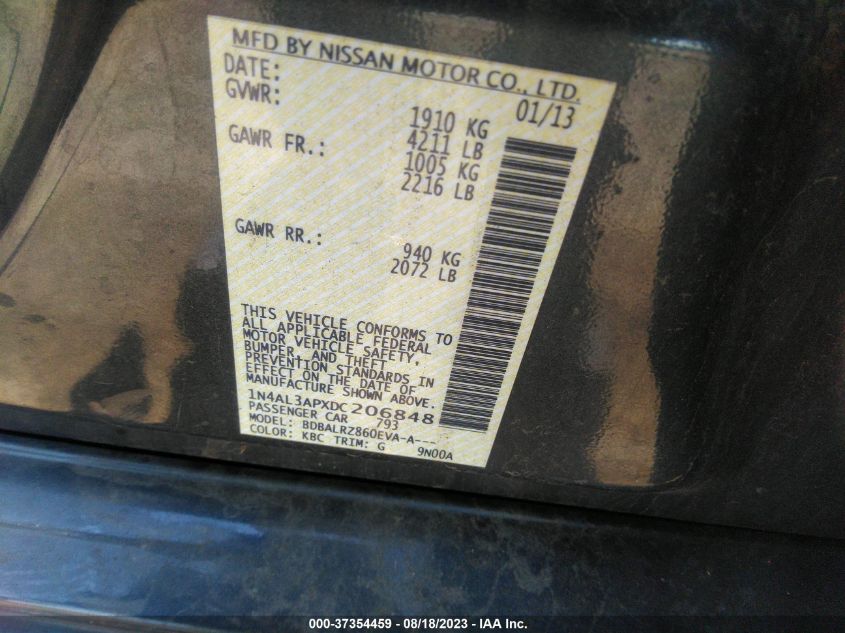 MFD BY NISSAN MOTOR CO., LTD.
DATE: 01/13
GVWR: 1910 KG
4211 LB
GAWR FR.: 1005 KG
2216 LB
GAWR RR.: 940 KG
2072 LB
THIS VEHICLE CONFORMS TO
ALL APPLICABLE FEDERAL
MOTOR VEHICLE SAFETY,
BUMPER, AND THEFT
PREVENTION STANDARDS IN
EFFECT ON THE DATE OF
MANUFACTURE SHOWN ABOVE.
1N4AL3APXDC206848
PASSENGER CAR 793
MODEL: BDBALRZ860EVA-A---
COLOR: KBC TRIM: G 9N00A
000-37354459 - 08/18/2023 - IAA Inc.